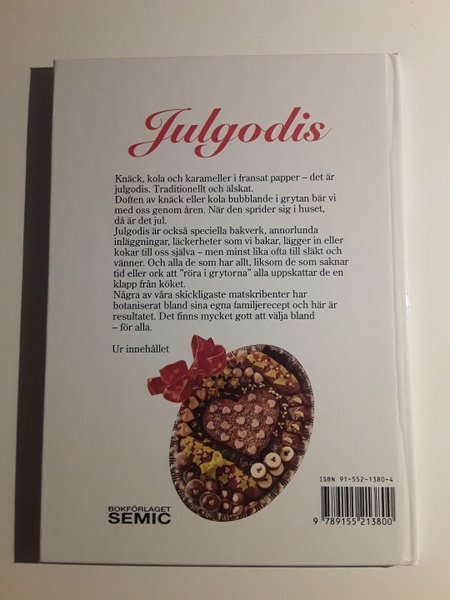 Julgodis
Knäck, kola och karameller i fransat papper – det är
julgodis. Traditionellt och älskat.
Doften av knäck eller kola bubblande i grytan bär vi
med oss genom åren. När den sprider sig i huset,
då är det jul.
Julgodis är också speciella bakverk, annorlunda
inläggningar, läckerheter som vi bakar, lägger in eller
kokar till oss själva – men minst lika ofta till släkt och
vänner. Och alla de som har allt, liksom de som saknar
tid eller ork att ”röra i grytorna” alla uppskattar de en
klapp från köket.
Några av våra skickligaste matskribenter har
botaniserat bland sina egna familjerecept och här är
resultatet. Det finns mycket gott att välja bland
– för alla.
Ur innehållet
BOKFÖRLAGET
SEMIC
ISBN 91-552-1380-4
9 789155 213800